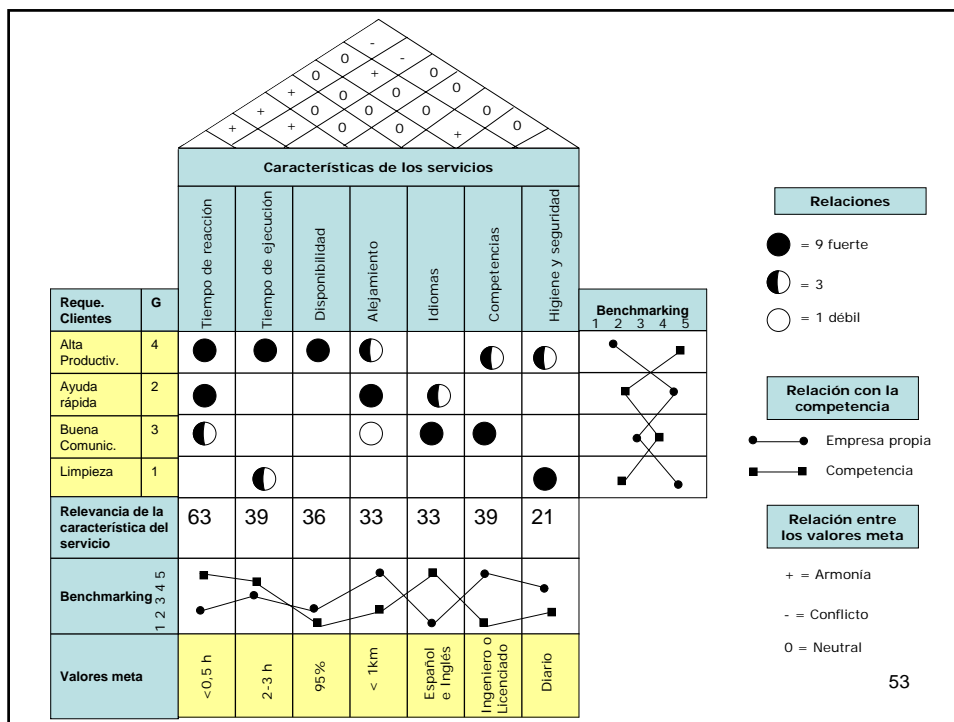 -
0 -
0 + 0
+ 0 0 0
+ 0 0 0 0
+ + 0 0 + 0
Características de los servicios
Tiempo de reacción
Tiempo de ejecución
Disponibilidad
Alejamiento
Idiomas
Competencias
Higiene y seguridad
Reque.
Clientes
G
Benchmarking
1 2 3 4 5
Alta
Productiv.
4
Ayuda
rápida
2
Buena
Comunic.
3
Limpieza
1
Relevancia de la
característica del
servicio
63 39 36 33 33 39 21
Benchmarking
1 2 3 4 5
Valores meta
<0,5 h
2-3 h
95%
< 1km
Español
e Inglés
Ingeniero o
Licenciado
Diario
Relaciones
= 9 fuerte
= 3
= 1 débil
Relación con la
competencia
Empresa propia
Competencia
Relación entre
los valores meta
+ = Armonía
- = Conflicto
0 = Neutral
53